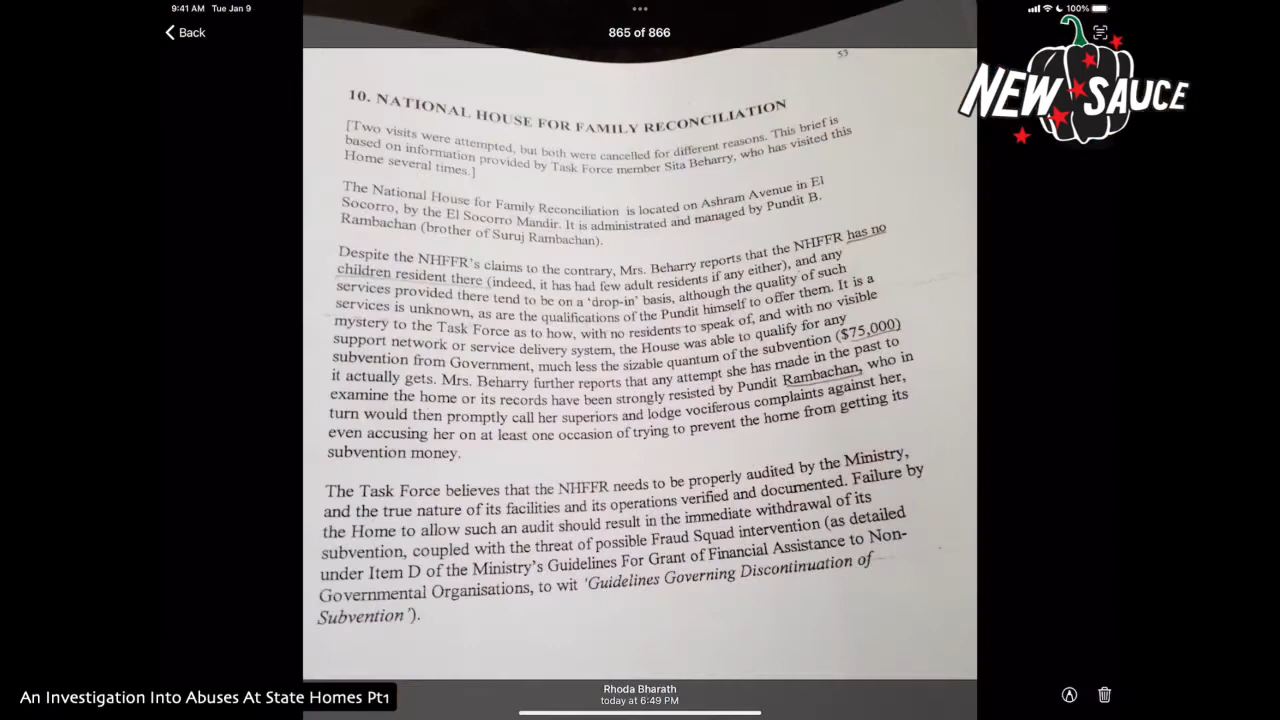 9:41 AM Tue Jan 9
100%
Back
865 of 866
NEW SAUCE
53
10. NATIONAL HOUSE FOR FAMILY RECONCILIATION
[Two visits were attempted, but both were cancelled for different reasons. This brief is
based on information provided by Task Force member Sita Beharry, who has visited this
Home several times.]
The National House for Family Reconciliation is located on Ashram Avenue in El
Socorro, by the El Socorro Mandir. It is administrated and managed by Pundit B.
Rambachan (brother of Suruj Rambachan).
Despite the NHFFR's claims to the contrary, Mrs. Beharry reports that the NHFFR has no
children resident there (indeed, it has had few adult residents if any either), and any
services provided there tend to be on a 'drop-in' basis, although the quality of such
services is unknown, as are the qualifications of the Pundit himself to offer them. It is a
mystery to the Task Force as to how, with no residents to speak of, and with no visible
support network or service delivery system, the House was able to qualify for any
subvention from Government, much less the sizable quantum of the subvention ($75,000)
it actually gets. Mrs. Beharry further reports that any attempt she has made in the past to
examine the home or its records have been strongly resisted by Pundit Rambachan, who in
turn would then promptly call her superiors and lodge vociferous complaints against her,
even accusing her on at least one occasion of trying to prevent the home from getting its
subvention money.
The Task Force believes that the NHFFR needs to be properly audited by the Ministry,
and the true nature of its facilities and its operations verified and documented. Failure by
the Home to allow such an audit should result in the immediate withdrawal of its
subvention, coupled with the threat of possible Fraud Squad intervention (as detailed
under Item D of the Ministry's Guidelines For Grant of Financial Assistance to Non-
Governmental Organisations, to wit 'Guidelines Governing Discontinuation of
Subvention').
An Investigation Into Abuses At State Homes Pt1
Rhoda Bharath
today at 6:49 PM